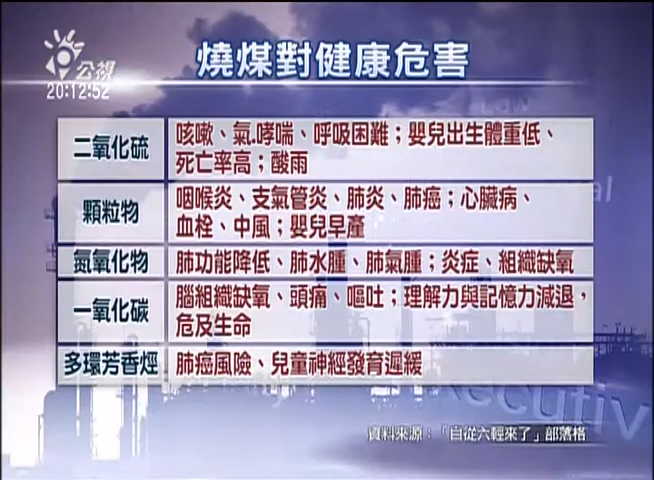 公視
20:12:52
燒煤對健康危害
二氧化硫
咳嗽、氣.哮喘、呼吸困難；嬰兒出生體重低、
死亡率高；酸雨
顆粒物
咽喉炎、支氣管炎、肺炎、肺癌；心臟病、
血栓、中風；嬰兒早產
氮氧化物
肺功能降低、肺水腫、肺氣腫；炎症、組織缺氧
一氧化碳
腦組織缺氧、頭痛、嘔吐；理解力與記憶力減退，
危及生命
多環芳香烴
肺癌風險、兒童神經發育遲緩
資料來源：「自從六輕來了」部落格